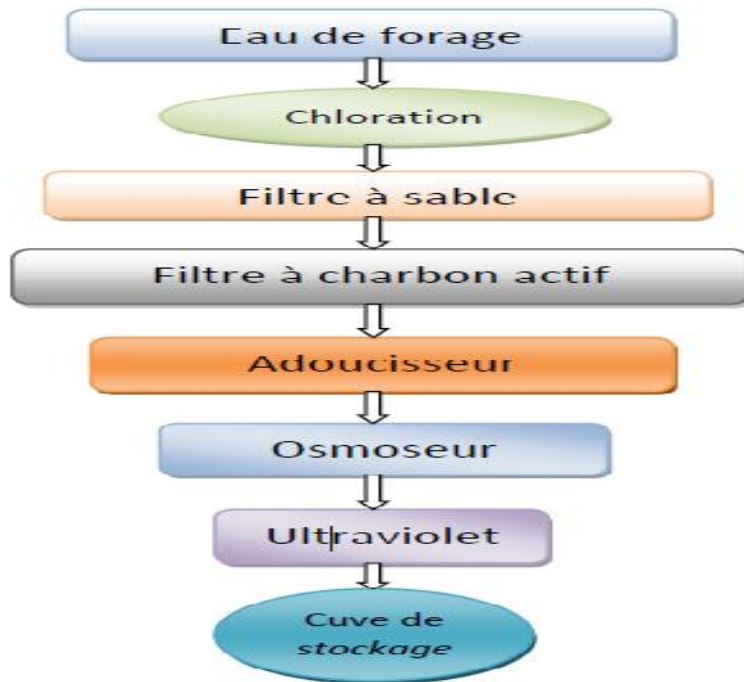 Eau de forage
Chloration
Filtre à sable
Filtre à charbon actif
Adoucisseur
Osmoseur
Ultraviolet
Cuve de
stockage